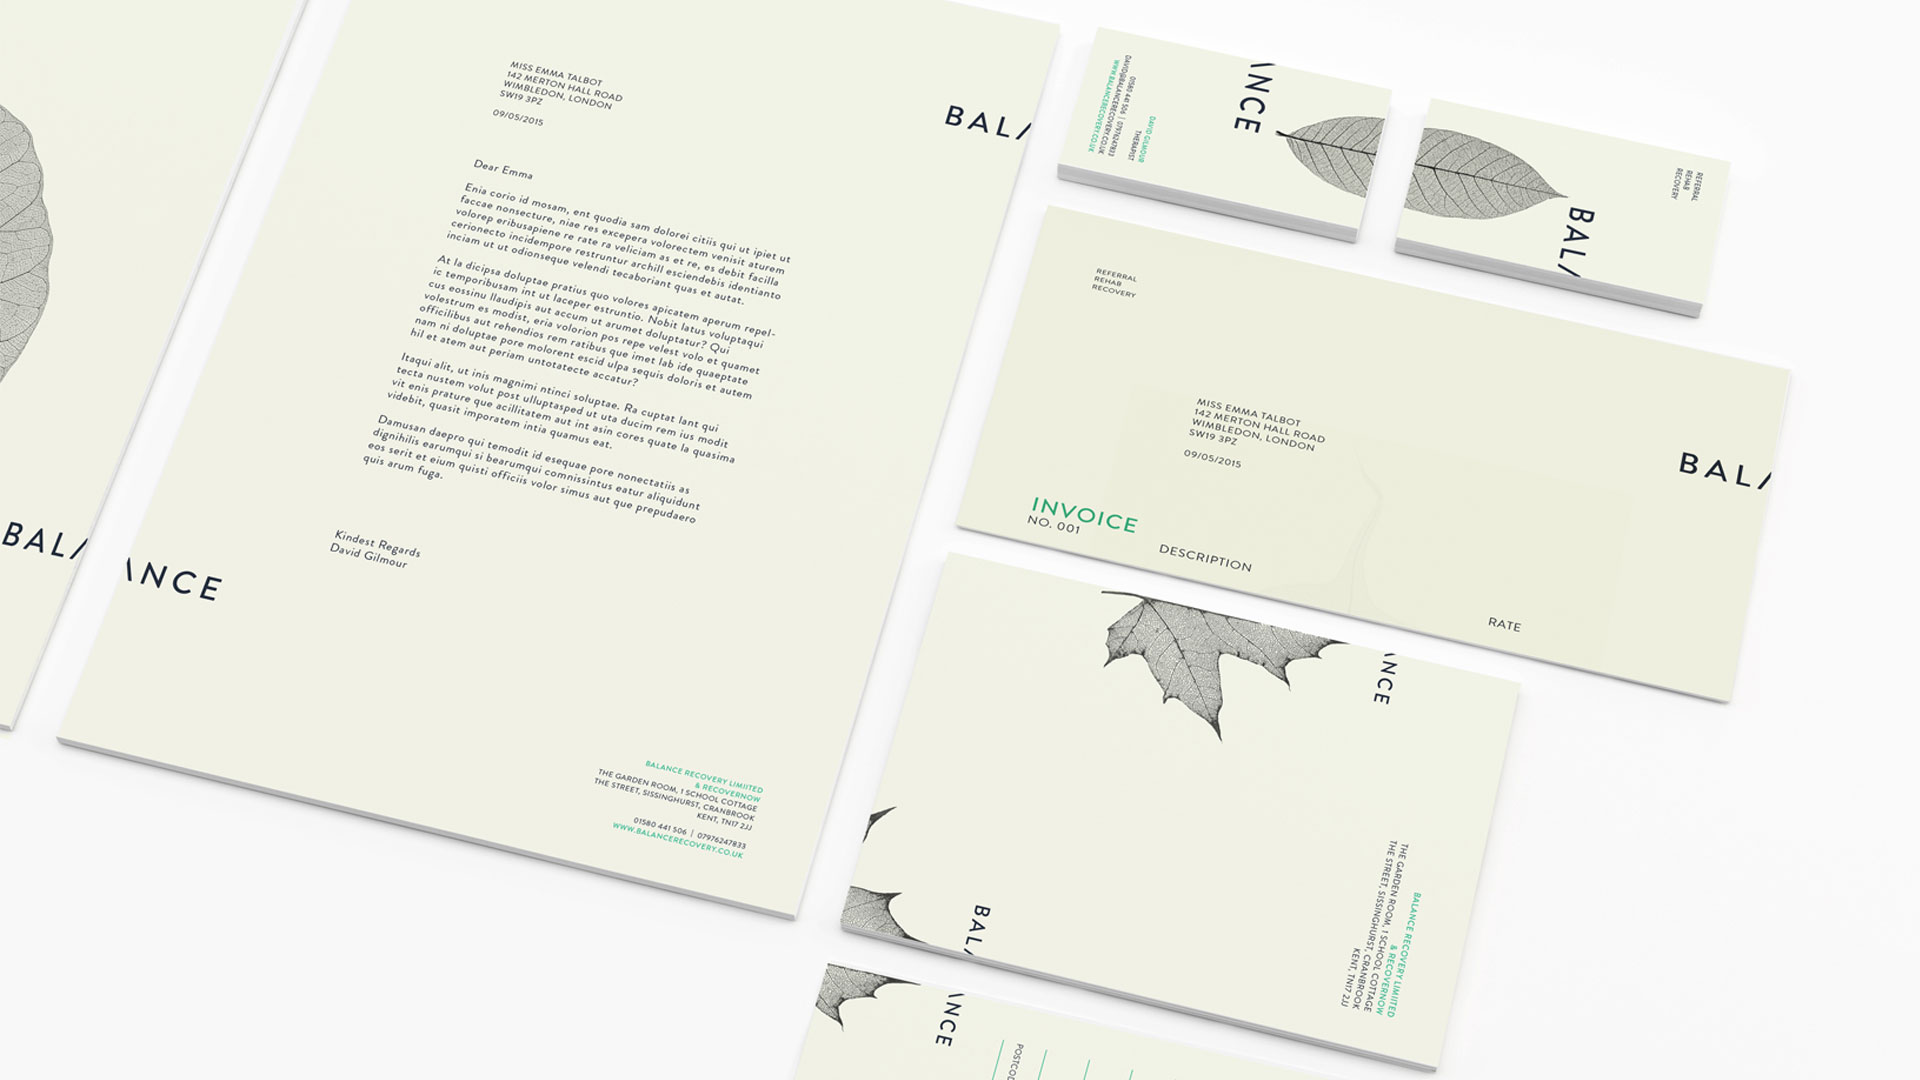 BAL
ANCE
MISS EMMA TALBOT
142 MERTON HALL ROAD
WIMBLEDON, LONDON
SW19 3PZ
09/05/2015
BALA
Dear Emma
Enia corio id mosam, ent quodia sam dolorei citiis qui ut ipiet ut
faccae nonsecture, niae res excepera volorectem venisit aturem
volorep eribusapiene re rate ra veliciam as et re, es debit facilla
cerionecto incidempore restruntur archill esciendebis identianto
inciam ut ut odionseque velendi tecaboriant quas et autat.
At la dicipsa doluptae pratius quo volores apicatem aperum repel-
ic temporibusam int ut laceper estruntio. Nobit latus voluptaqui
cus eossinu llaudipis aut accum ut arumet doluptatur? Qui
volestrum es modist, eria volorion pos repe velest volo et quamet
officilibus aut rehendios rem ratibus que imet lab ide quaeptate
nam ni doluptae pore molorent escid ulpa sequis doloris et autem
hil et atem aut periam untotatecte accatur?
Itaqui alit, ut inis magnimi ntinci soluptae. Ra cuptat lant qui
tecta nustem volut post ulluptasped ut uta ducim rem ius modit
vit enis prature que acillitatem aut int asin cores quate la quasima
videbit, quasit imporatem intia quamus eat.
Damusan daepro qui temodit id esequae pore nonectatiis as
dignihilis earumqui si bearumqui comnissintus eatur aliquidunt
eos serit et eium quisti officiis volor simus aut que prepudaero
quis arum fuga.
Kindest Regards
David Gilmour
BALANCE RECOVERY LIMIITED
& RECOVERNOW
THE GARDEN ROOM, 1 SCHOOL COTTAGE
THE STREET, SISSINGHURST, CRANBROOK
KENT, TN17 2JJ
01580 441 506 | 07976247833
WWW.BALANCERECOVERY.CO.UK
DAVID GILMOUR
THERAPIST
01580 441 506 | 07976247833
DAVID@BALANCERECOVERY.CO.UK
WWW.BALANCERECOVERY.CO.UK
ANCE
REFERRAL
REHAB
RECOVERY
BALA
REFERRAL
REHAB
RECOVERY
MISS EMMA TALBOT
142 MERTON HALL ROAD
WIMBLEDON, LONDON
SW19 3PZ
09/05/2015
BALA
INVOICE
NO. 001
DESCRIPTION
RATE
ANCE
BALA
BALANCE RECOVERY LIMIITED
& RECOVERNOW
THE GARDEN ROOM, 1 SCHOOL COTTAGE
THE STREET, SISSINGHURST, CRANBROOK
KENT, TN17 2JJ
ANCE